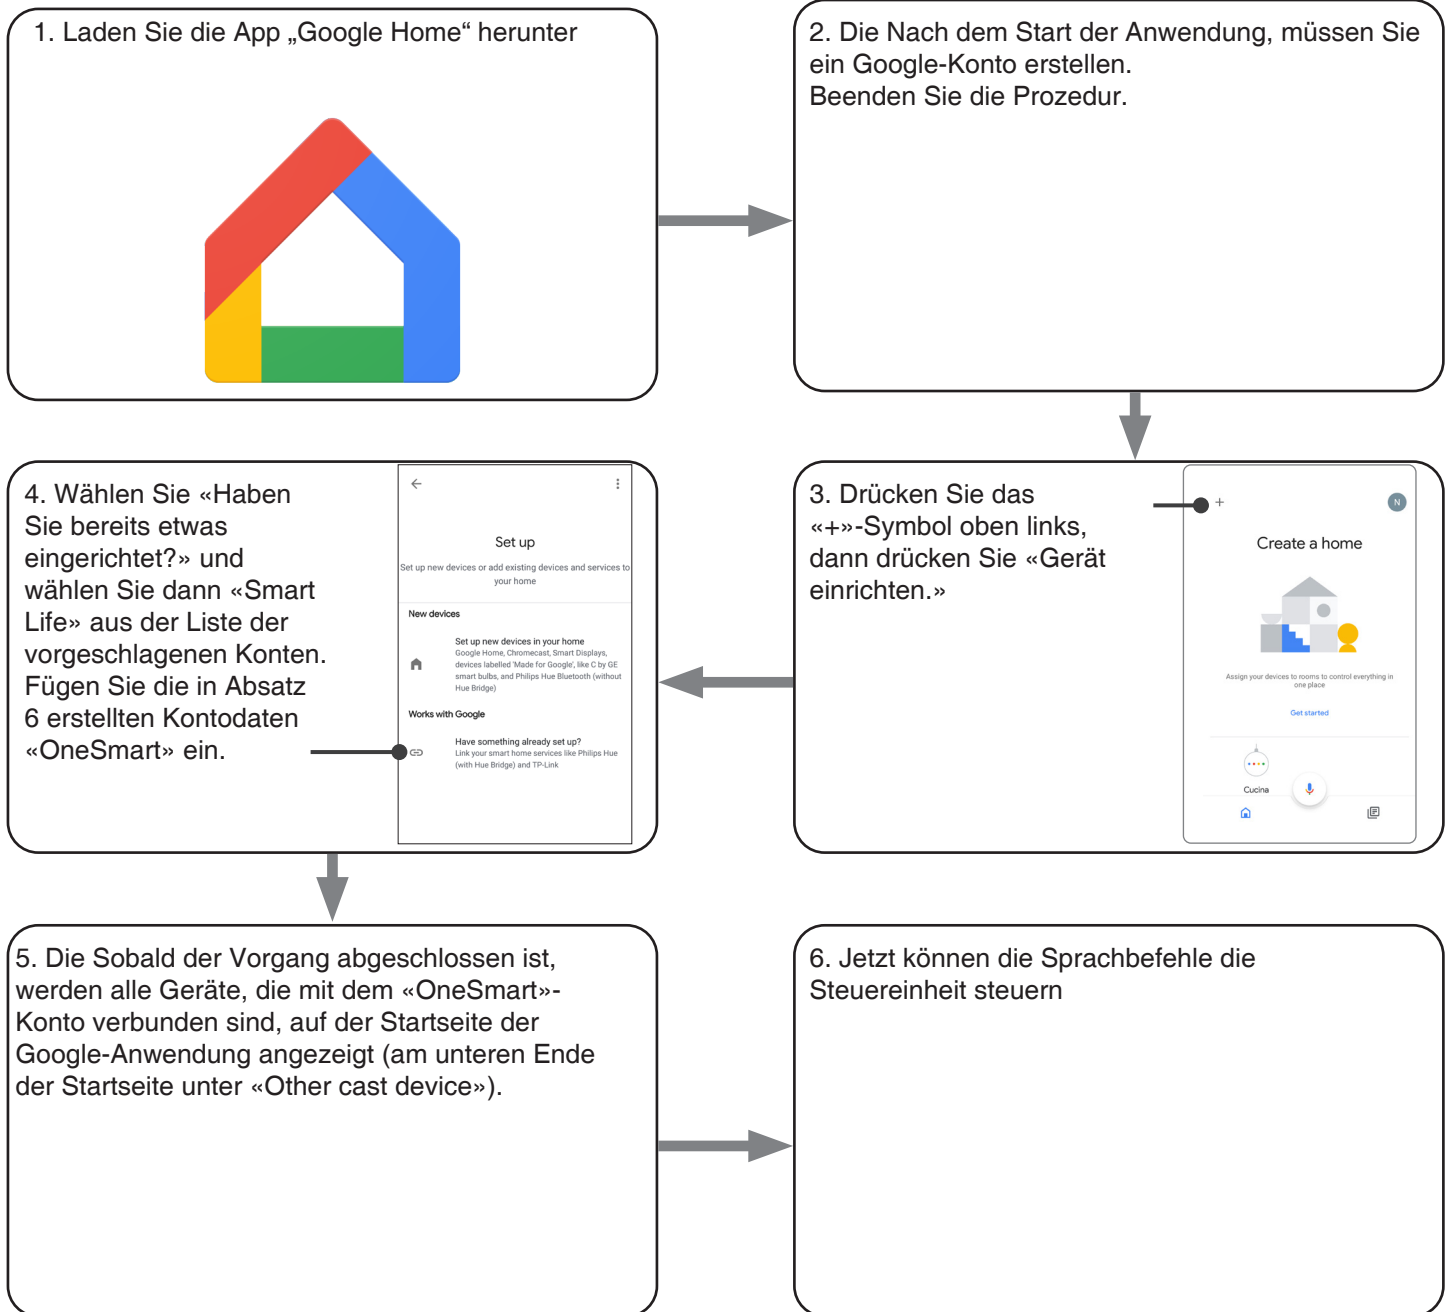 1. Laden Sie die App „Google Home“ herunter
2. Die Nach dem Start der Anwendung, müssen Sie
ein Google-Konto erstellen.
Beenden Sie die Prozedur.
3. Drücken Sie das
«+»-Symbol oben links,
dann drücken Sie «Gerät
einrichten.»
+
N
Create a home
Assign your devices to rooms to control everything in
one place
Get started
Cucina
4. Wählen Sie «Haben
Sie bereits etwas
eingerichtet?» und
wählen Sie dann «Smart
Life» aus der Liste der
vorgeschlagenen Konten.
Fügen Sie die in Absatz
6 erstellten Kontodaten
«OneSmart» ein.
Set up
Set up new devices or add existing devices and services to
your home
New devices
Set up new devices in your home
Google Home, Chromecast, Smart Displays,
devices labelled 'Made for Google', like C by GE
smart bulbs, and Philips Hue Bluetooth (without
Hue Bridge)
Works with Google
Have something already set up?
Link your smart home services like Philips Hue
(with Hue Bridge) and TP-Link
5. Die Sobald der Vorgang abgeschlossen ist,
werden alle Geräte, die mit dem «OneSmart»-
Konto verbunden sind, auf der Startseite der
Google-Anwendung angezeigt (am unteren Ende
der Startseite unter «Other cast device»).
6. Jetzt können die Sprachbefehle die
Steuereinheit steuern